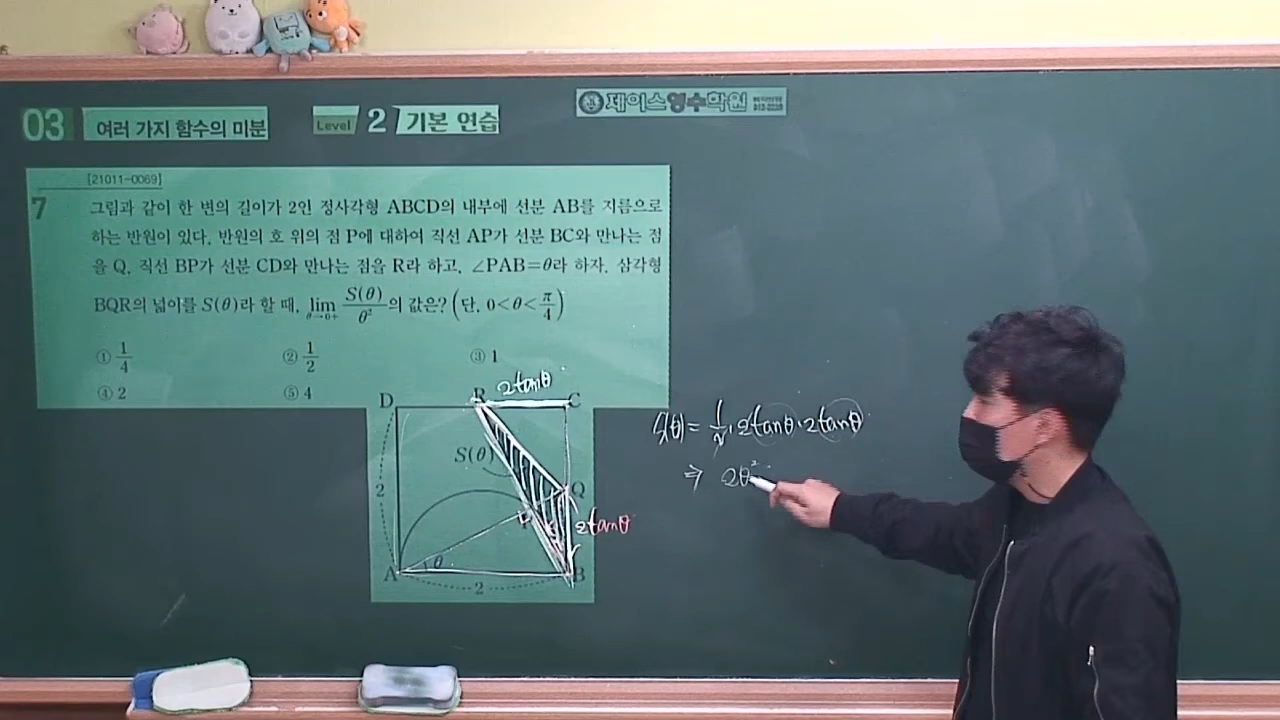 03 여러 가지 함수의 미분 Level 2 기본 연습
제이스영수학원
[21011-0069]
7 그림과 같이 한 변의 길이가 2인 정사각형 ABCD의 내부에 선분 AB를 지름으로
하는 반원이 있다. 반원의 호 위의 점 P에 대하여 직선 AP가 선분 BC와 만나는 점
을 Q, 직선 BP가 선분 CD와 만나는 점을 R라 하고, ∠PAB=θ라 하자. 삼각형
BQR의 넓이를 S(θ)라 할 때, lim θ→0+ S(θ)/θ² 의 값은? (단, 0<θ<π/4)
① 1/4 ② 1/2 ③ 1
④ 2 ⑤ 4
2tanθ
D R C
S(θ)
2 Q
P 2tanθ
θ
A B
2
S(θ) = 1/2 · 2tanθ · 2tanθ
⇒ 2θ²